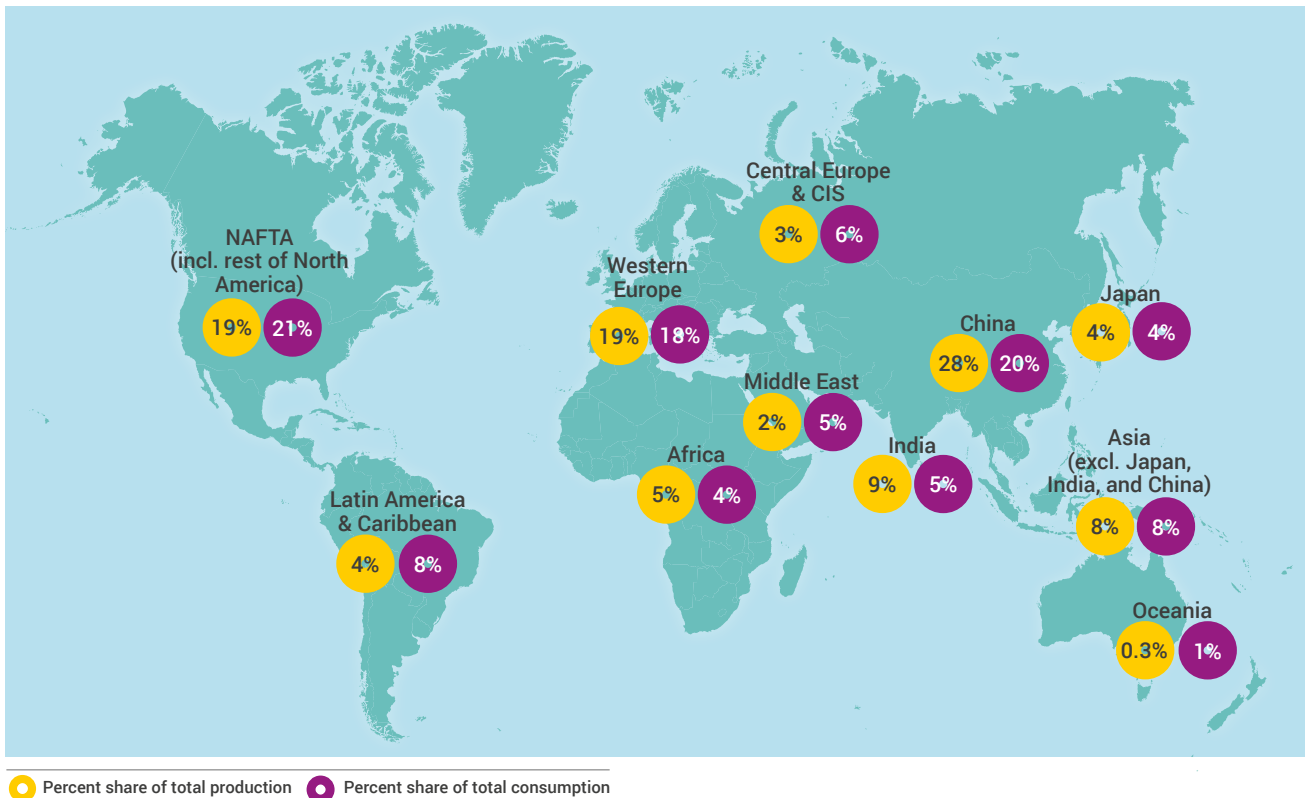 Central Europe
& CIS
3% 6%
NAFTA
(incl. rest of North
America)
19% 21%
Western
Europe
19% 18%
Japan
4% 4%
China
28% 20%
Middle East
2% 5%
India
9% 5%
Asia
(excl. Japan,
India, and China)
8% 8%
Africa
5% 4%
Latin America
& Caribbean
4% 8%
Oceania
0.3% 1%
Percent share of total production
Percent share of total consumption